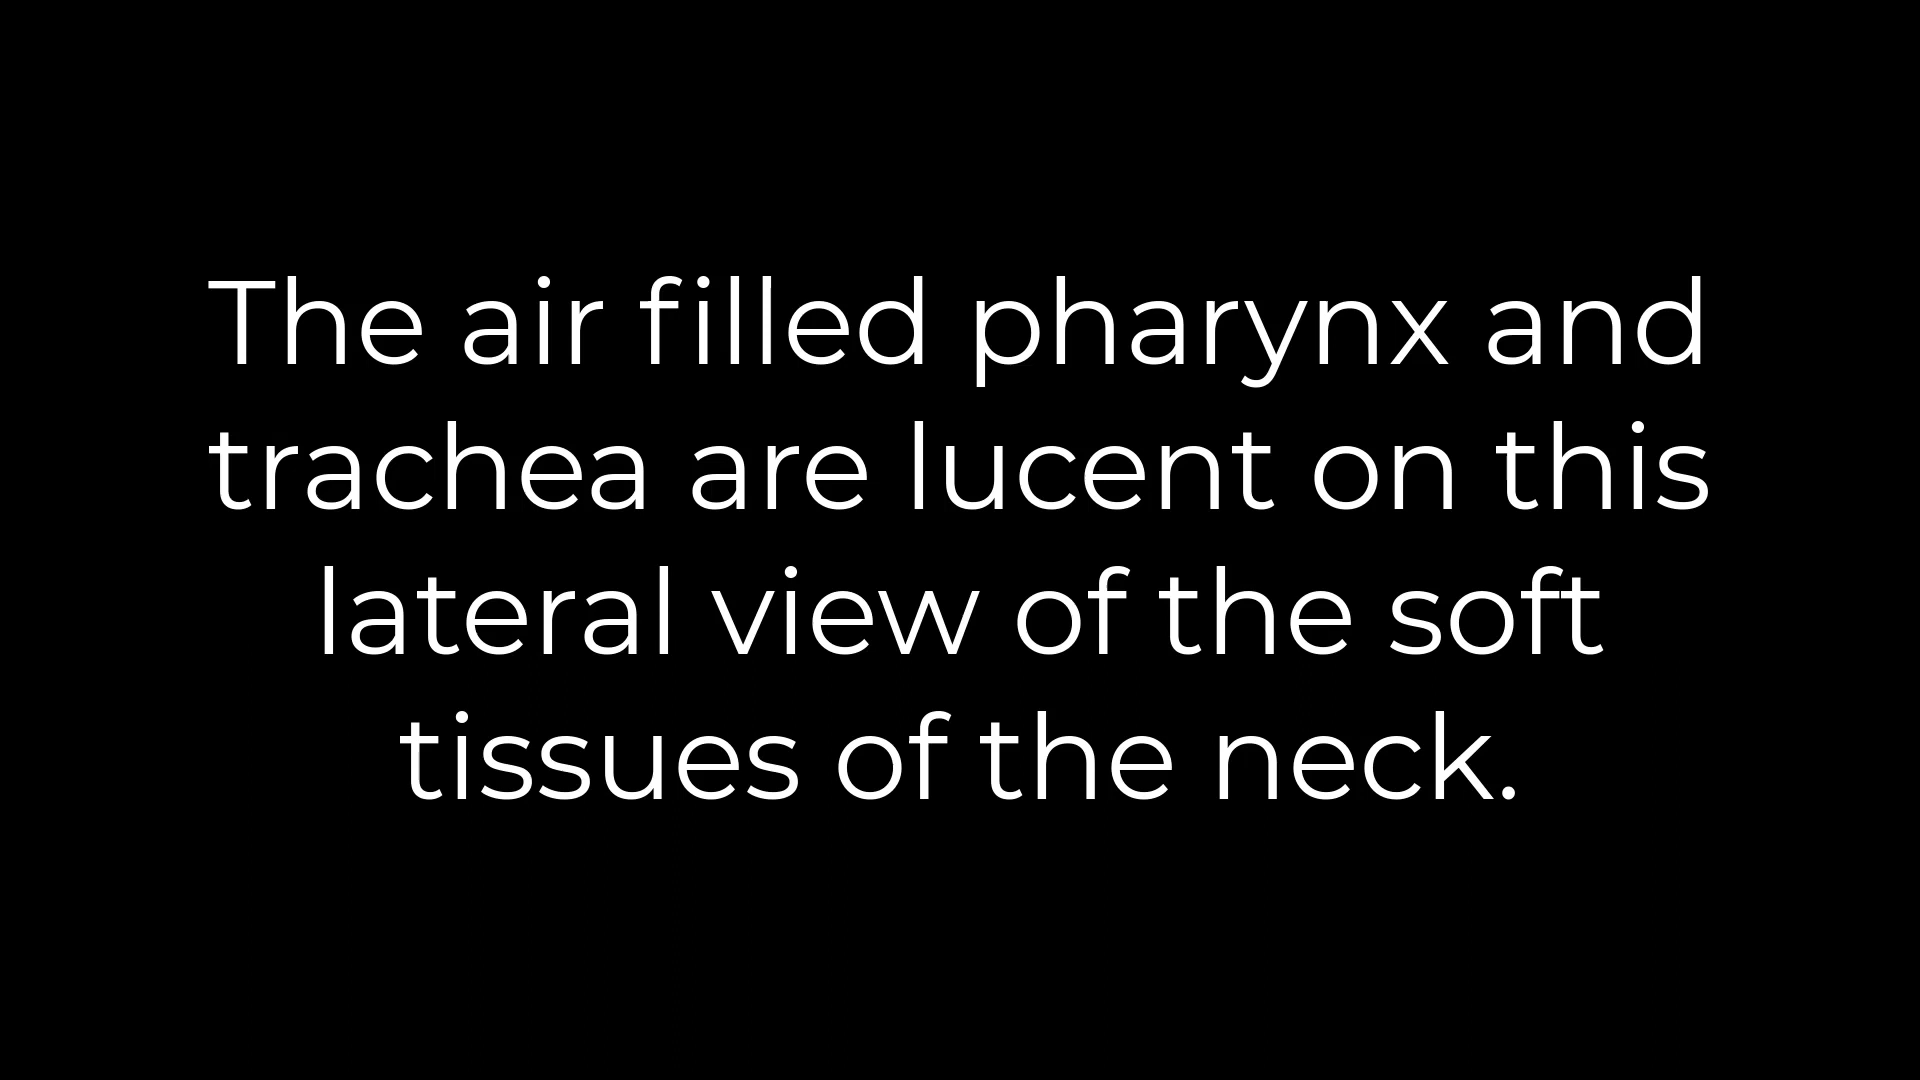 The air filled pharynx and
trachea are lucent on this
lateral view of the soft
tissues of the neck.